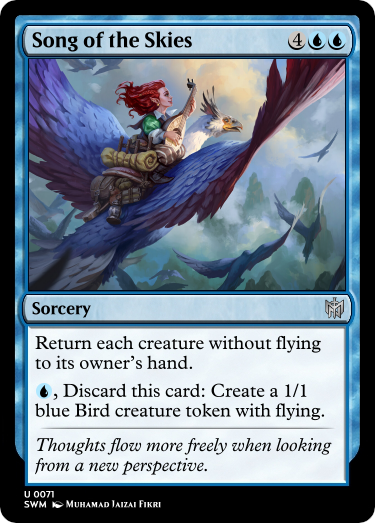 Song of the Skies 4
Sorcery
Return each creature without flying
to its owner's hand.
, Discard this card: Create a 1/1
blue Bird creature token with flying.
Thoughts flow more freely when looking
from a new perspective.
U 0071
SWM Muhamad Jaizai Fikri